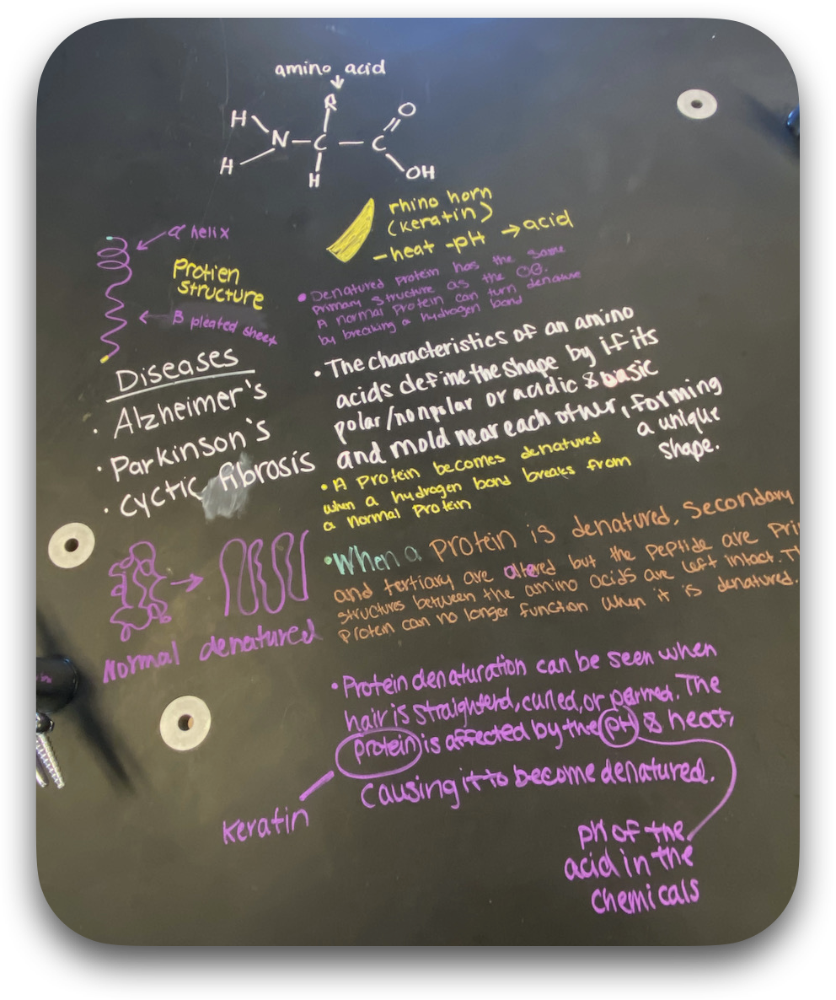 amino acid
R
H
O
N
C
C
H
H
OH
rhino horn
(keratin)
-heat -pH → acid
α helix
Protien
structure
β pleated sheet
• Denatured protein has the same
primary structure as the
A normal protein can turn denature
by breaking a hydrogen bond
Diseases
• Alzheimer's
• Parkinson's
• cyctic fibrosis
• The characteristics of an amino
acids define the shape by if its
polar/nonpolar or acidic & basic
and mold near each other, forming
a unique
shape.
• A Protein becomes denatured
when a hydrogen bond breaks from
a normal Protein
• When a Protein is denatured, Secondary
and tertiary are altered but the peptide are pri
structures between the amino acids are left intact. Th
Protein can no longer function when it is denatured.
Normal denatured
• Protein denaturation can be seen when
hair is straightend, curled, or permed. The
protein is affected by the pH & heat,
causing it to become denatured.
Keratin
pH of the
acid in the
chemicals